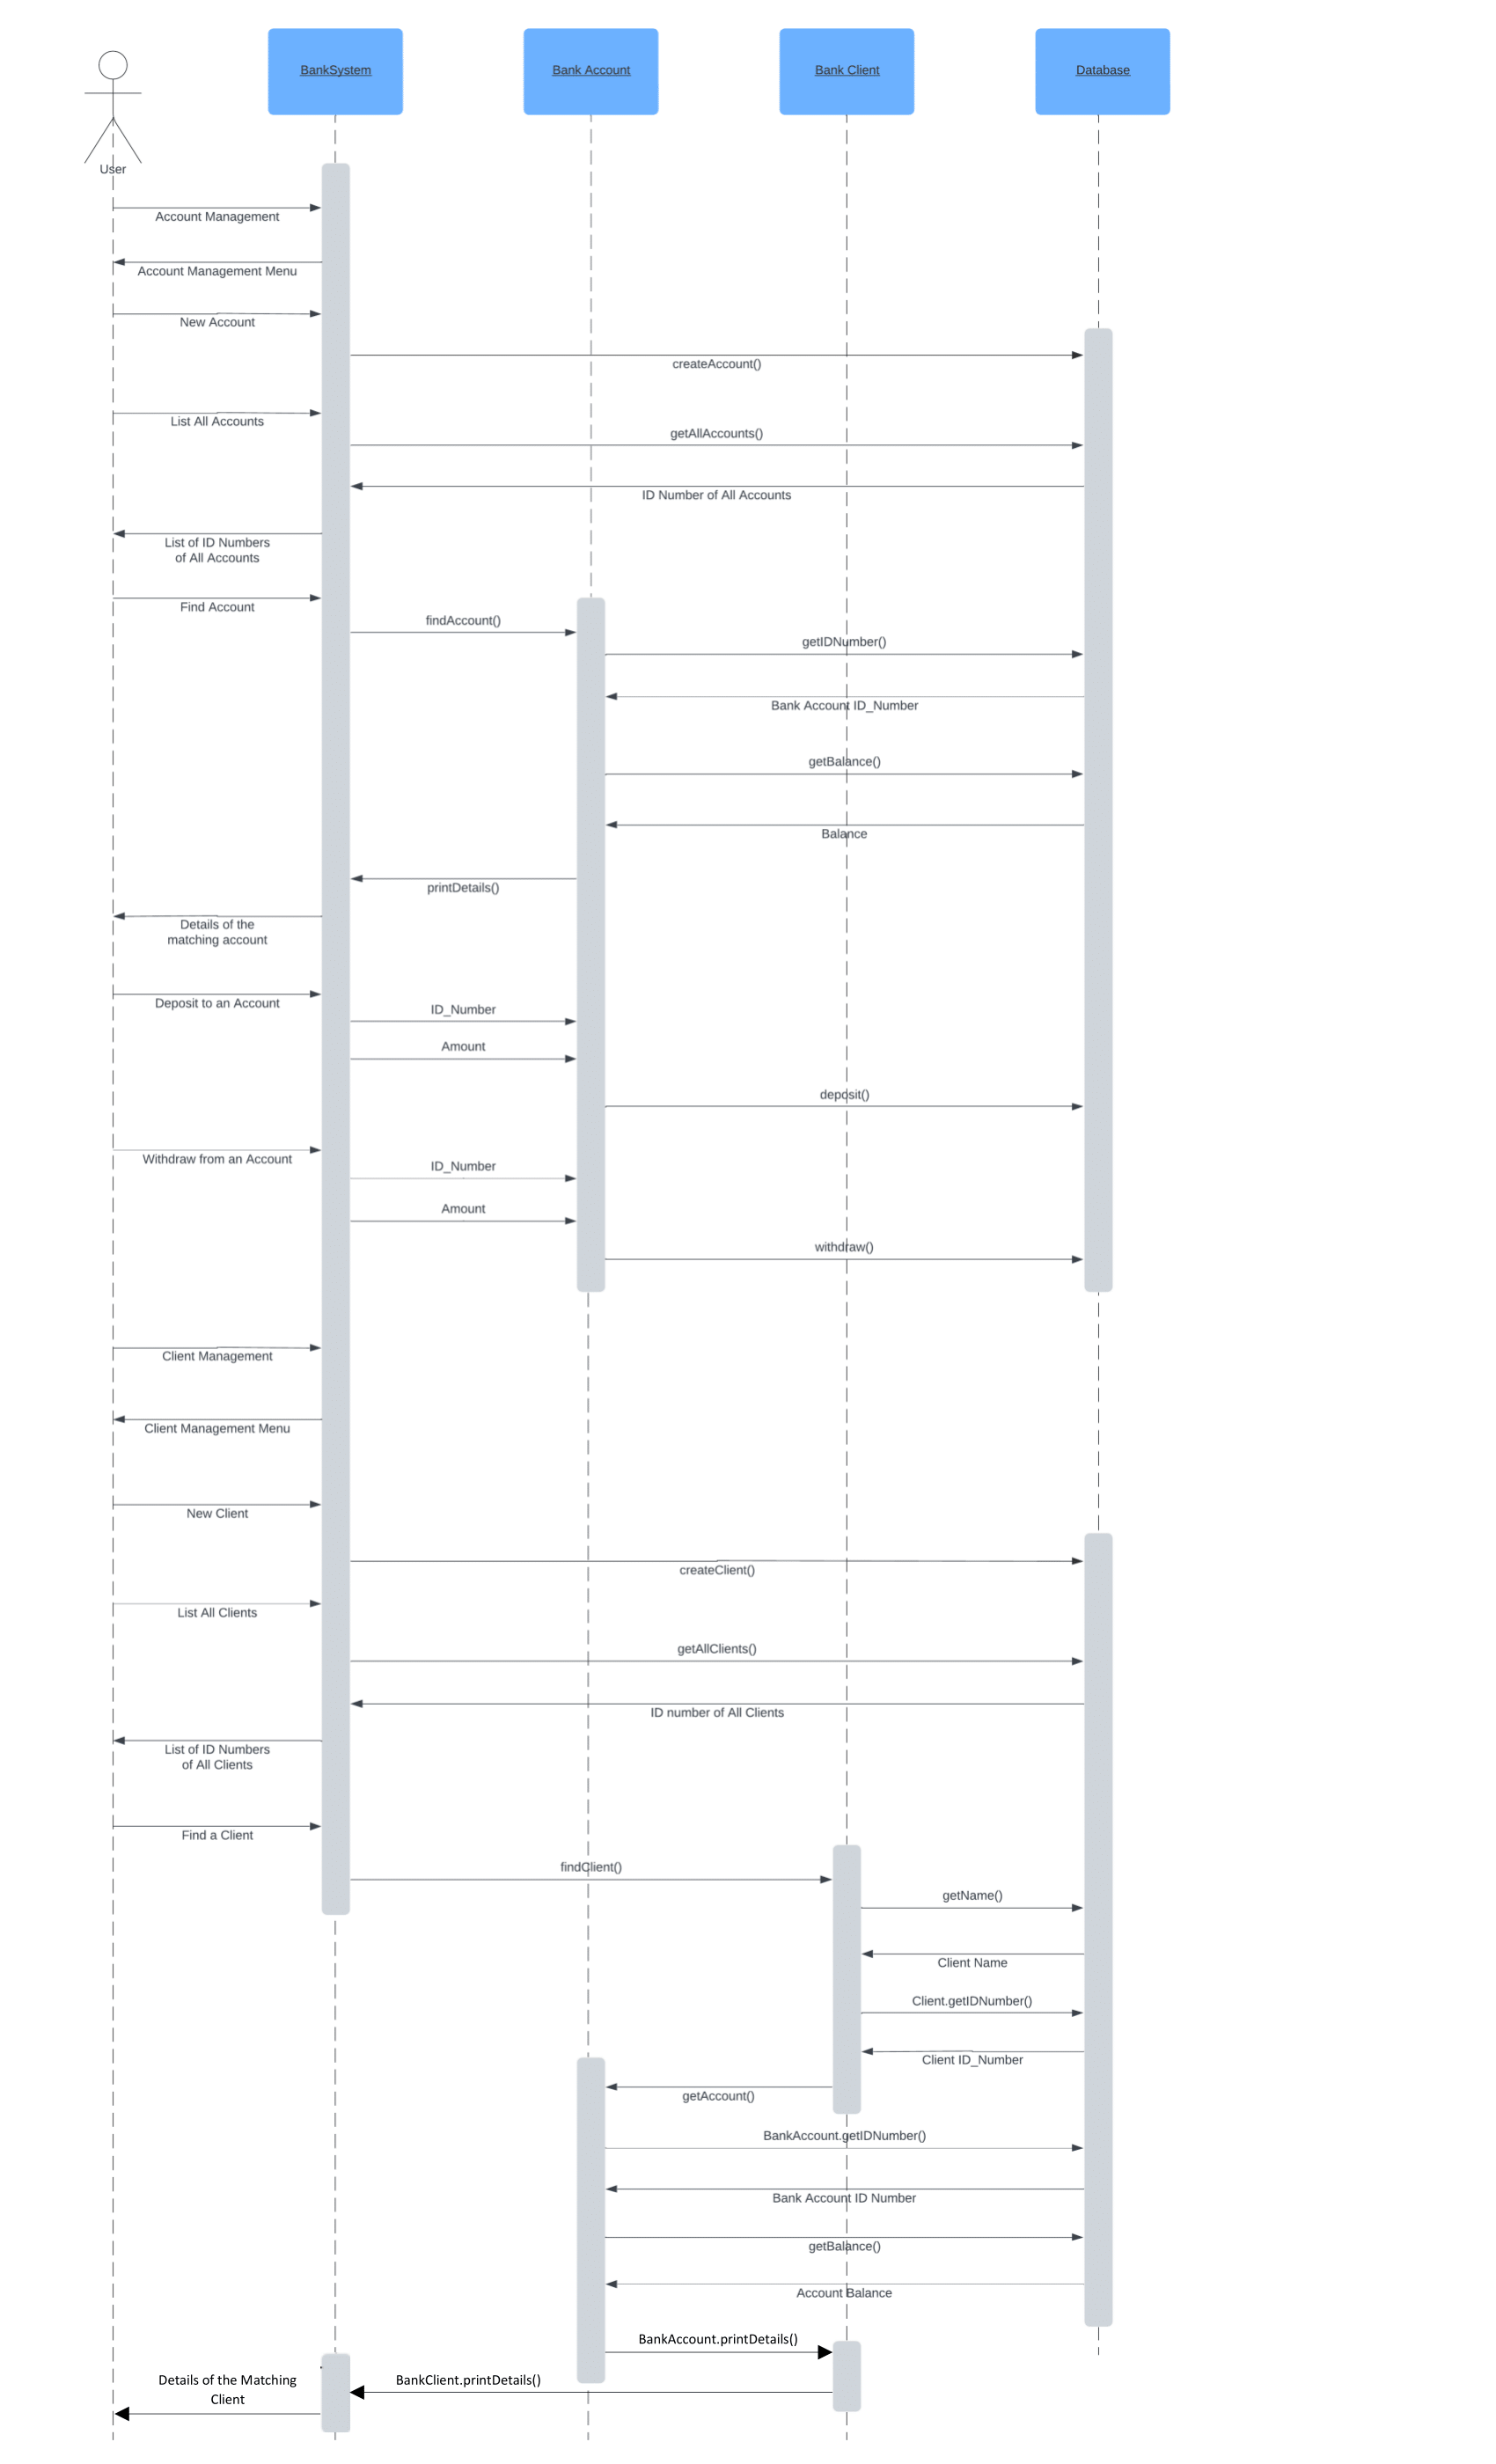 BankSystem
Bank Account
Bank Client
Database
User
Account Management
Account Management Menu
New Account
createAccount()
List All Accounts
getAllAccounts()
ID Number of All Accounts
List of ID Numbers
of All Accounts
Find Account
findAccount()
getIDNumber()
Bank Account ID_Number
getBalance()
Balance
printDetails()
Details of the
matching account
Deposit to an Account
ID_Number
Amount
deposit()
Withdraw from an Account
ID_Number
Amount
withdraw()
Client Management
Client Management Menu
New Client
createClient()
List All Clients
getAllClients()
ID number of All Clients
List of ID Numbers
of All Clients
Find a Client
findClient()
getName()
Client Name
Client.getIDNumber()
Client ID_Number
getAccount()
BankAccount.getIDNumber()
Bank Account ID Number
getBalance()
Account Balance
BankAccount.printDetails()
BankClient.printDetails()
Details of the Matching
Client